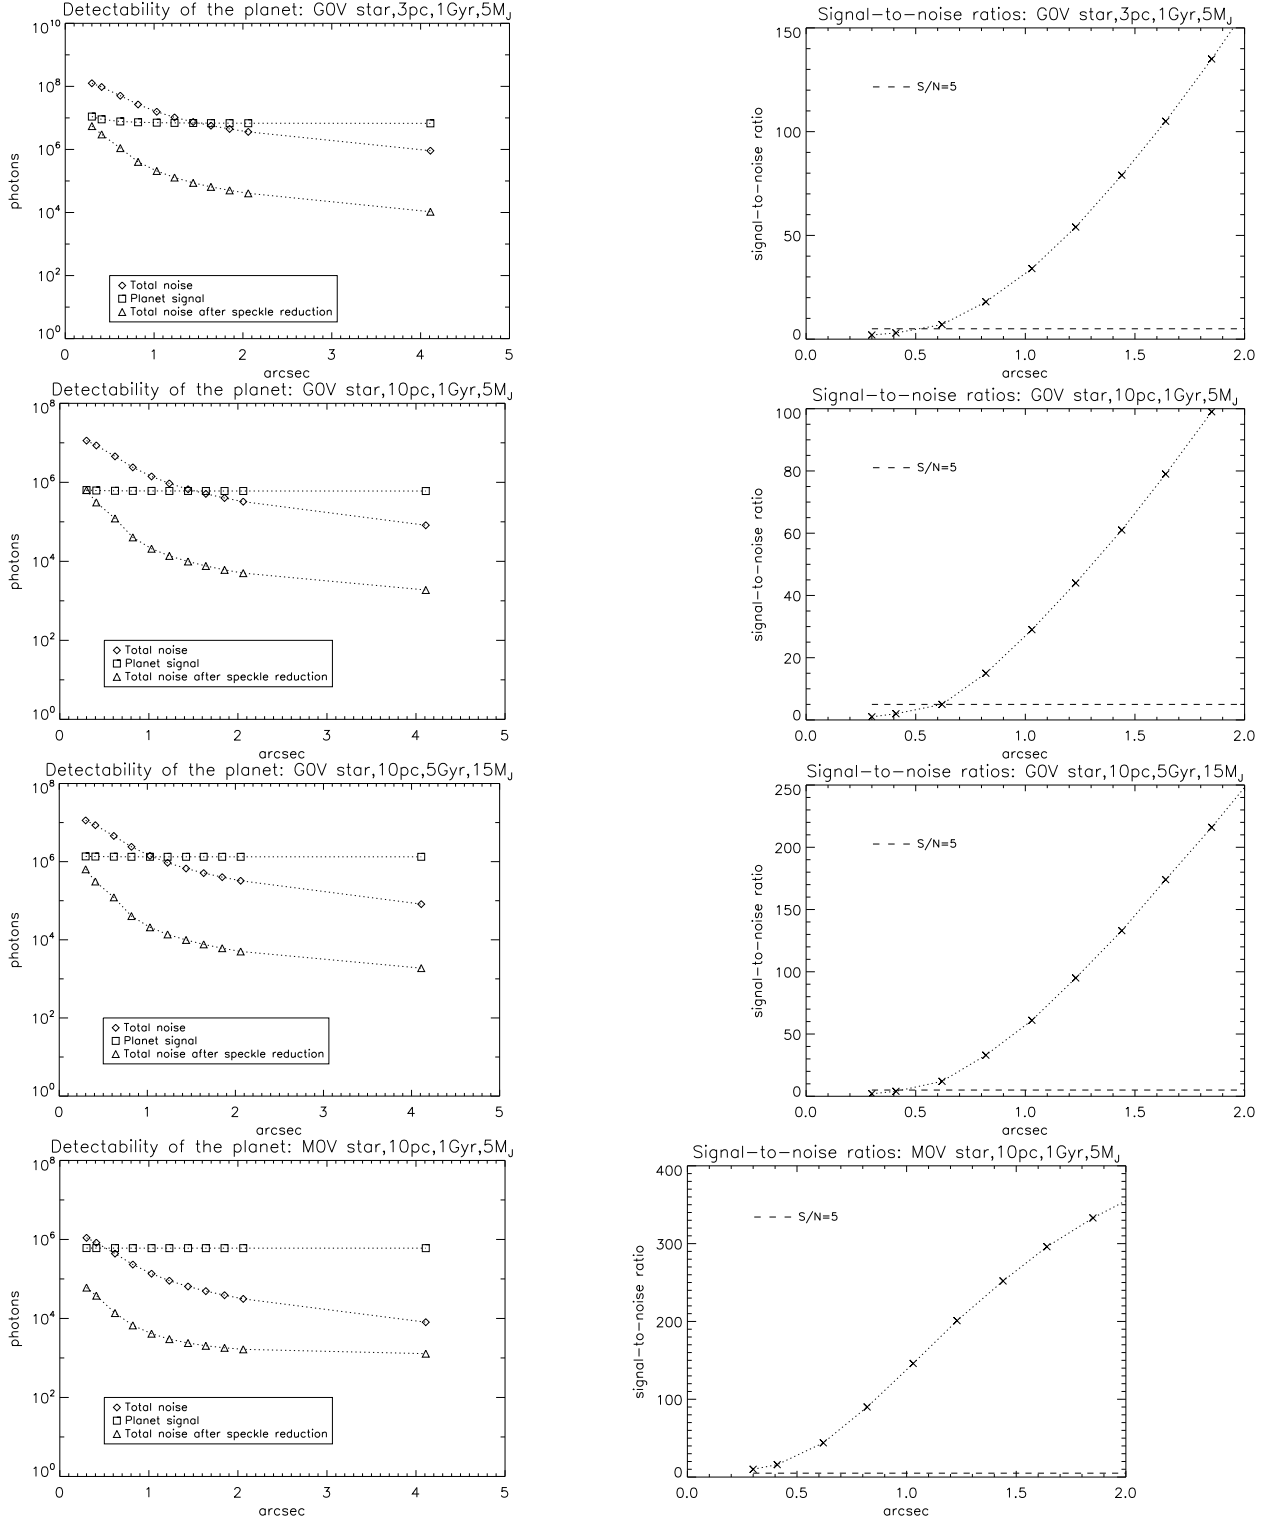 Detectability of the planet: G0V star,3pc,1Gyr,5MJ
10^10
10^8
10^6
10^4
10^2
10^0
photons
Total noise
Planet signal
Total noise after speckle reduction
0 1 2 3 4 5
arcsec
Signal-to-noise ratios: G0V star,3pc,1Gyr,5MJ
150
100
50
0
signal-to-noise ratio
S/N=5
0.0 0.5 1.0 1.5 2.0
arcsec
Detectability of the planet: G0V star,10pc,1Gyr,5MJ
10^8
10^6
10^4
10^2
10^0
photons
Total noise
Planet signal
Total noise after speckle reduction
0 1 2 3 4 5
arcsec
Signal-to-noise ratios: G0V star,10pc,1Gyr,5MJ
100
80
60
40
20
0
signal-to-noise ratio
S/N=5
0.0 0.5 1.0 1.5 2.0
arcsec
Detectability of the planet: G0V star,10pc,5Gyr,15MJ
10^8
10^6
10^4
10^2
10^0
photons
Total noise
Planet signal
Total noise after speckle reduction
0 1 2 3 4 5
arcsec
Signal-to-noise ratios: G0V star,10pc,5Gyr,15MJ
250
200
150
100
50
0
signal-to-noise ratio
S/N=5
0.0 0.5 1.0 1.5 2.0
arcsec
Detectability of the planet: M0V star,10pc,1Gyr,5MJ
10^8
10^6
10^4
10^2
10^0
photons
Total noise
Planet signal
Total noise after speckle reduction
0 1 2 3 4 5
arcsec
Signal-to-noise ratios: M0V star,10pc,1Gyr,5MJ
400
300
200
100
0
signal-to-noise ratio
S/N=5
0.0 0.5 1.0 1.5 2.0
arcsec